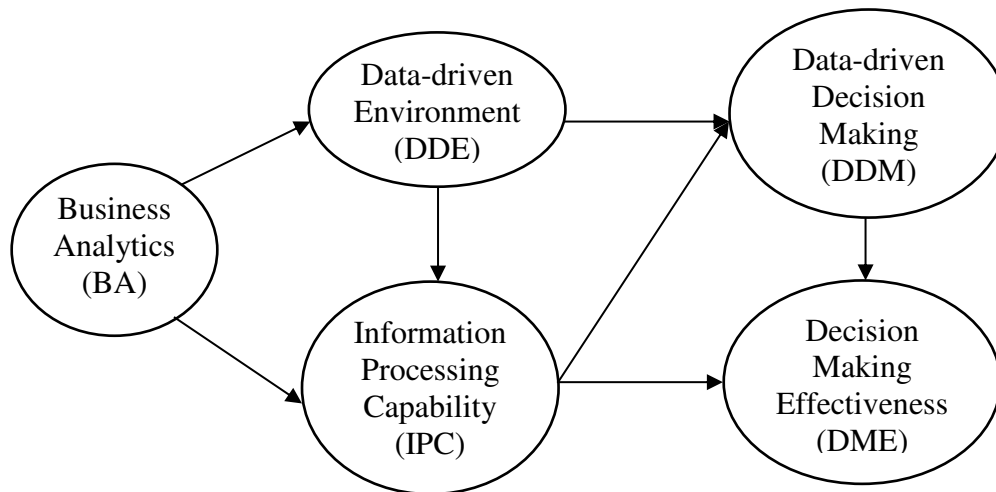 Data-driven
Environment
(DDE)
Data-driven
Decision
Making
(DDM)
Business
Analytics
(BA)
Information
Processing
Capability
(IPC)
Decision
Making
Effectiveness
(DME)